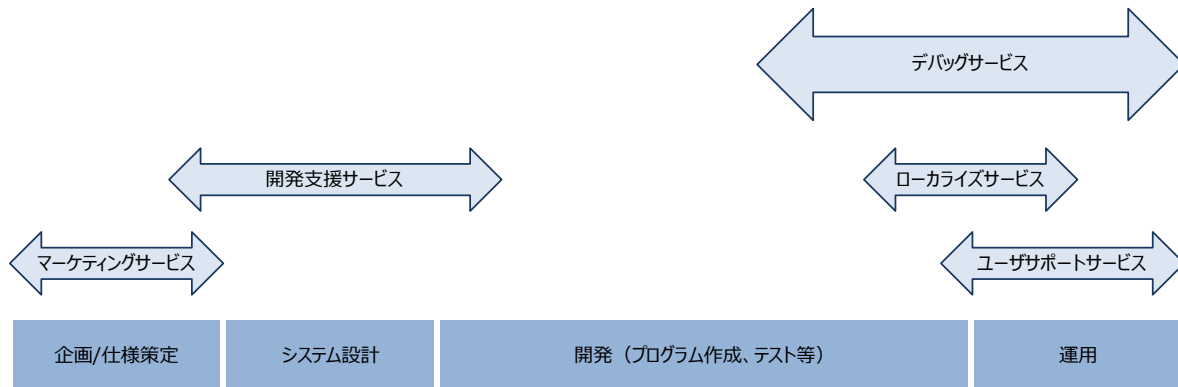 デバッグサービス
開発支援サービス
ローカライズサービス
マーケティングサービス
ユーザサポートサービス
企画/仕様策定
システム設計
開発（プログラム作成、テスト等）
運用